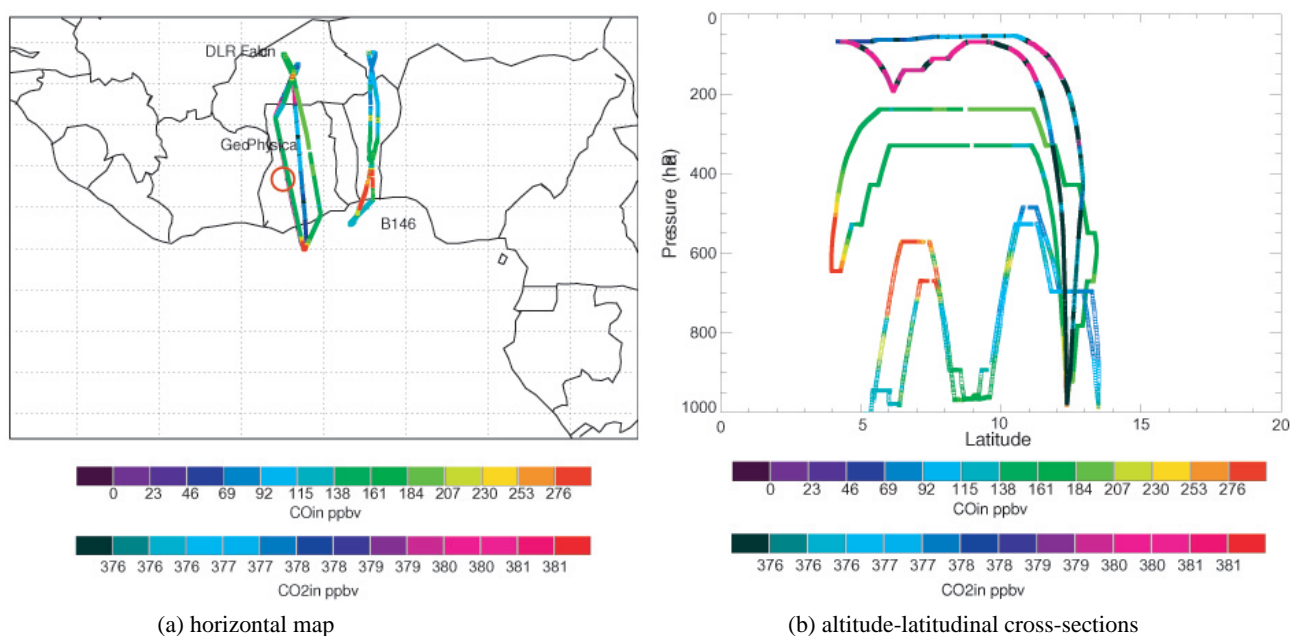 DLR Falcon
GeoPhysica
B146
0 23 46 69 92 115 138 161 184 207 230 253 276
COin ppbv
376 376 376 377 377 378 378 379 379 380 380 381 381
CO2in ppbv
(a) horizontal map
0
200
400
600
800
1000
Pressure (hPa)
0 5 10 15 20
Latitude
0 23 46 69 92 115 138 161 184 207 230 253 276
COin ppbv
376 376 376 377 377 378 378 379 379 380 380 381
CO2in ppbv
(b) altitude-latitudinal cross-sections